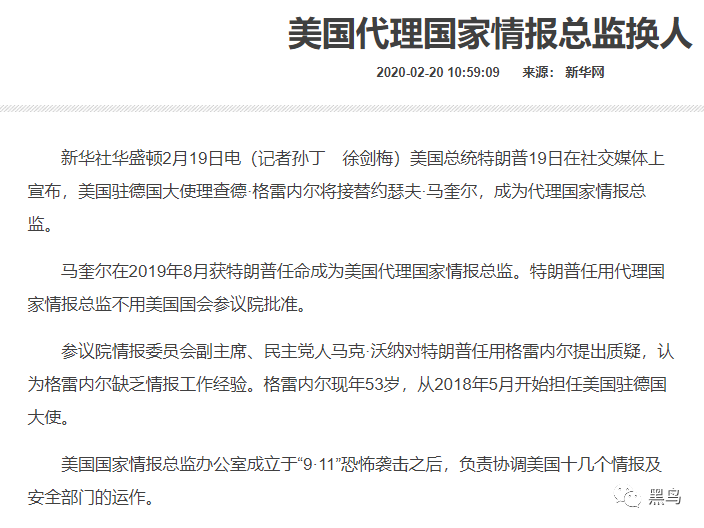 美国代理国家情报总监换人
2020-02-20 10:59:09 来源： 新华网
新华社华盛顿2月19日电（记者孙丁 徐剑梅）美国总统特朗普19日在社交媒体上
宣布，美国驻德国大使理查德·格雷内尔将接替约瑟夫·马奎尔，成为代理国家情报总
监。
马奎尔在2019年8月获特朗普任命成为美国代理国家情报总监。特朗普任用代理国
家情报总监不用美国国会参议院批准。
参议院情报委员会副主席、民主党人马克·沃纳对特朗普任用格雷内尔提出质疑，认
为格雷内尔缺乏情报工作经验。格雷内尔现年53岁，从2018年5月开始担任美国驻德国
大使。
美国国家情报总监办公室成立于“9·11”恐怖袭击之后，负责协调美国十几个情报及
安全部门的运作。
黑鸟